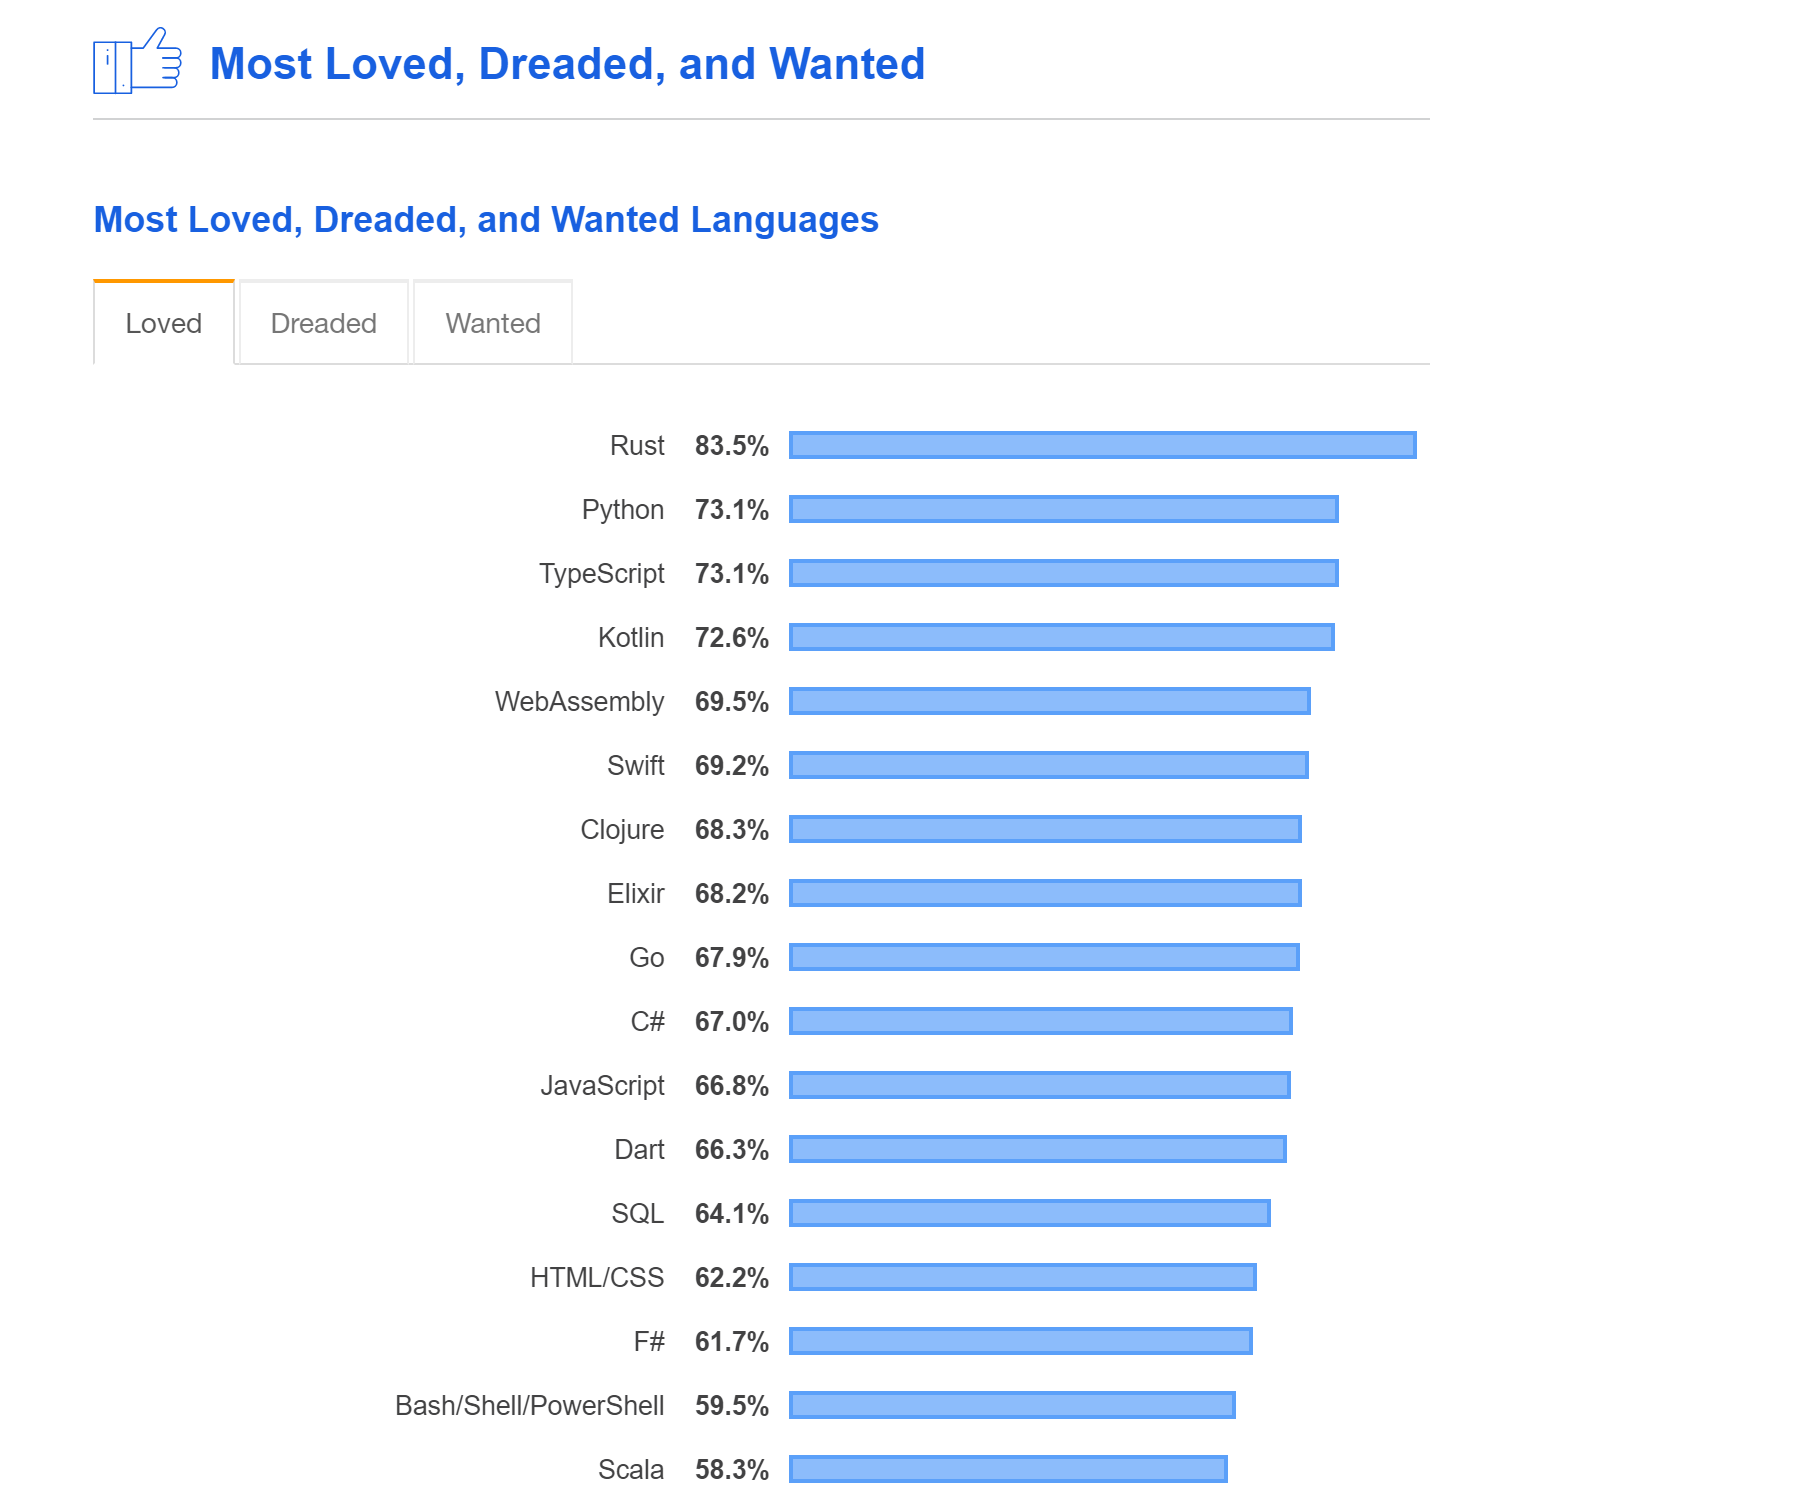 Most Loved, Dreaded, and Wanted
Most Loved, Dreaded, and Wanted Languages
Loved Dreaded Wanted
Rust 83.5%
Python 73.1%
TypeScript 73.1%
Kotlin 72.6%
WebAssembly 69.5%
Swift 69.2%
Clojure 68.3%
Elixir 68.2%
Go 67.9%
C# 67.0%
JavaScript 66.8%
Dart 66.3%
SQL 64.1%
HTML/CSS 62.2%
F# 61.7%
Bash/Shell/PowerShell 59.5%
Scala 58.3%